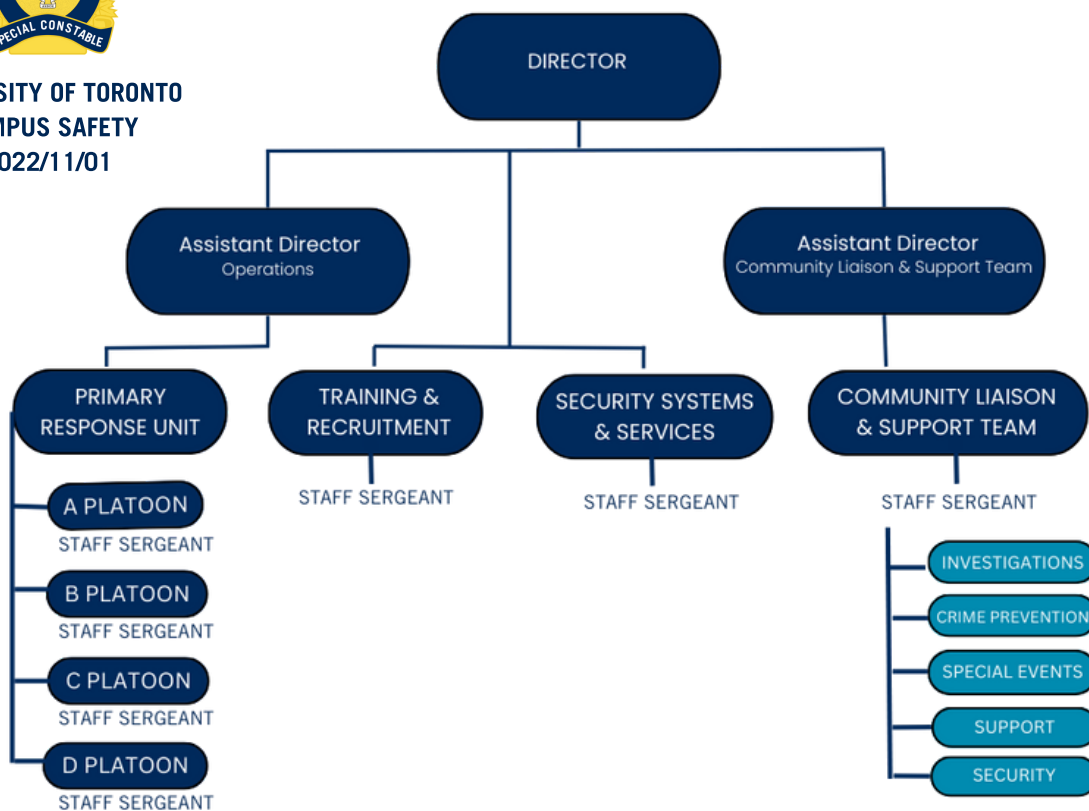 SPECIAL CONSTABLE
SITY OF TORONTO
MPUS SAFETY
022/11/01
DIRECTOR
Assistant Director
Operations
Assistant Director
Community Liaison & Support Team
PRIMARY
RESPONSE UNIT
TRAINING &
RECRUITMENT
SECURITY SYSTEMS
& SERVICES
COMMUNITY LIAISON
& SUPPORT TEAM
STAFF SERGEANT
STAFF SERGEANT
STAFF SERGEANT
A PLATOON
STAFF SERGEANT
B PLATOON
STAFF SERGEANT
C PLATOON
STAFF SERGEANT
D PLATOON
STAFF SERGEANT
INVESTIGATIONS
CRIME PREVENTION
SPECIAL EVENTS
SUPPORT
SECURITY